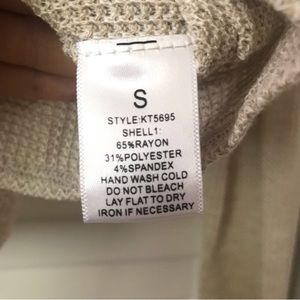 S
STYLE:KT5695
SHELL1:
65%RAYON
31%POLYESTER
4%SPANDEX
HAND WASH COLD
DO NOT BLEACH
LAY FLAT TO DRY
IRON IF NECESSARY